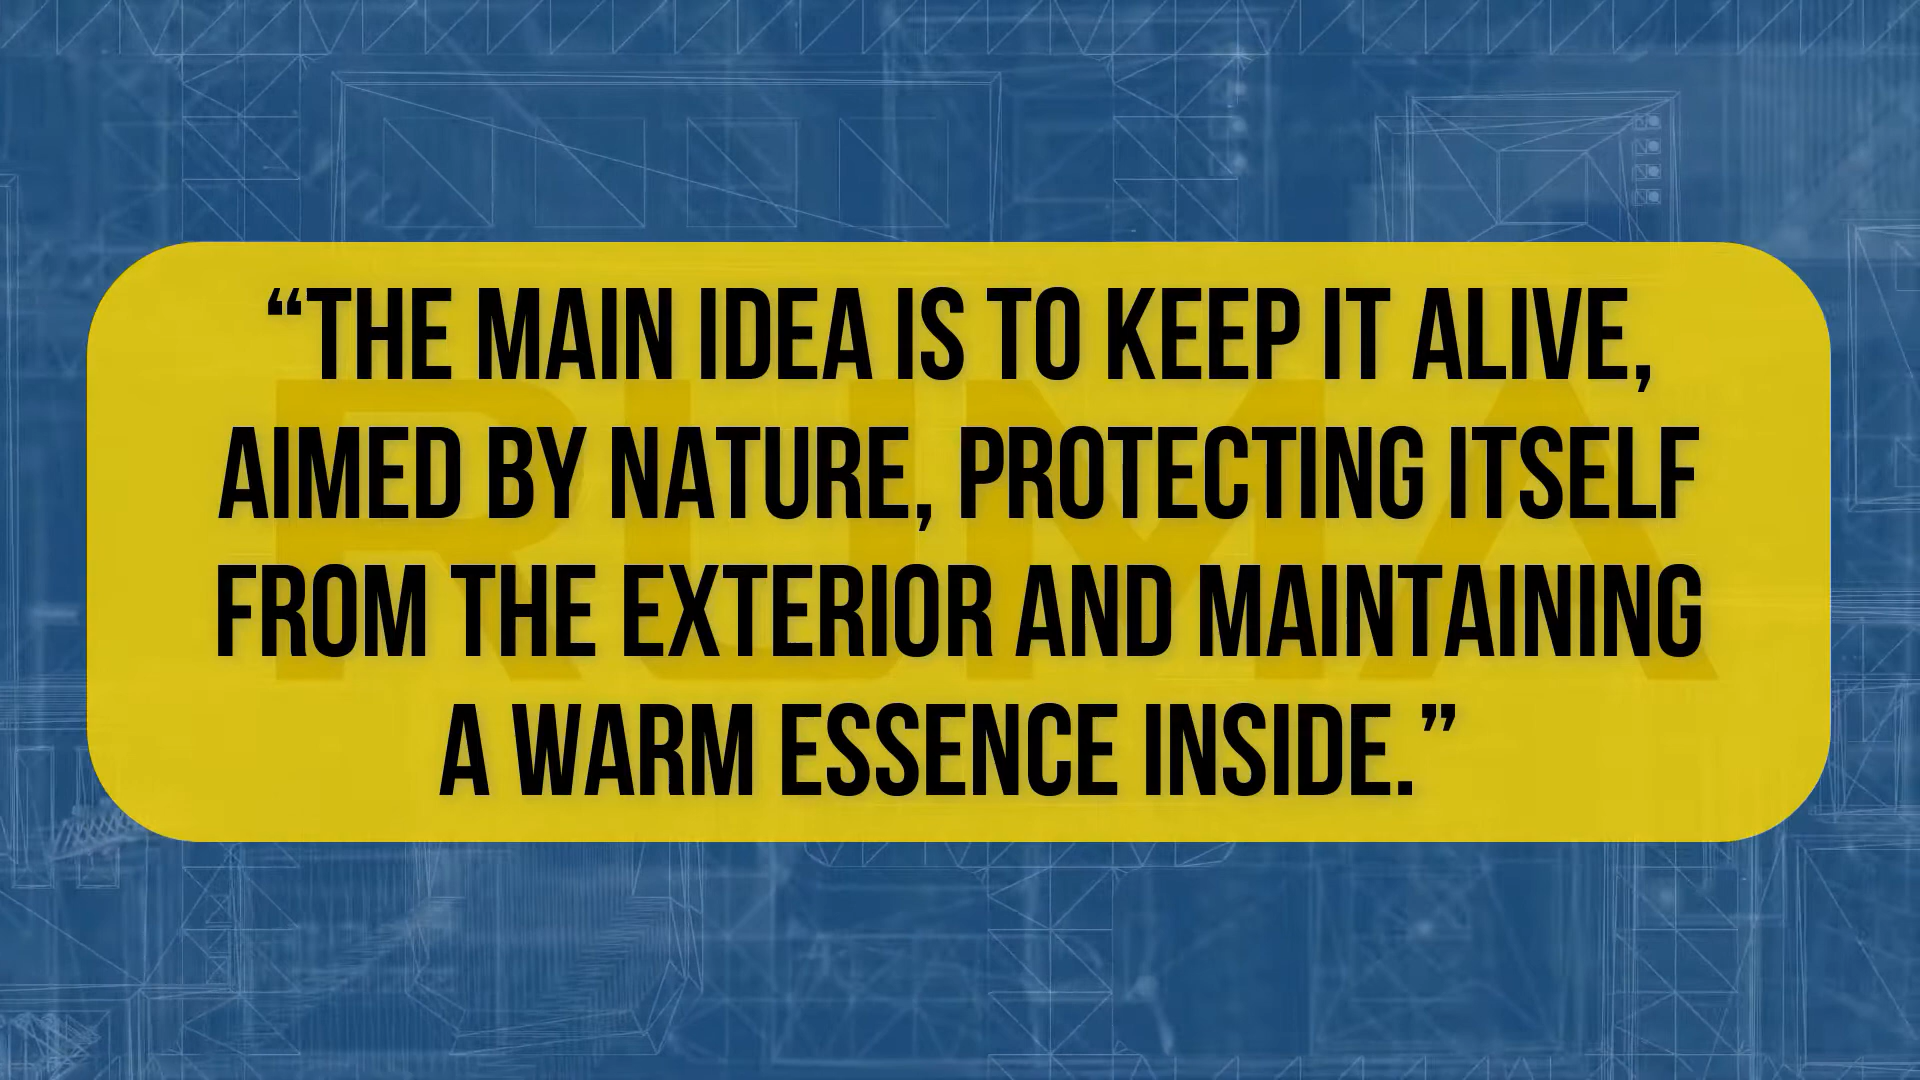 “THE MAIN IDEA IS TO KEEP IT ALIVE,
AIMED BY NATURE, PROTECTING ITSELF
FROM THE EXTERIOR AND MAINTAINING
A WARM ESSENCE INSIDE.”
RUMA